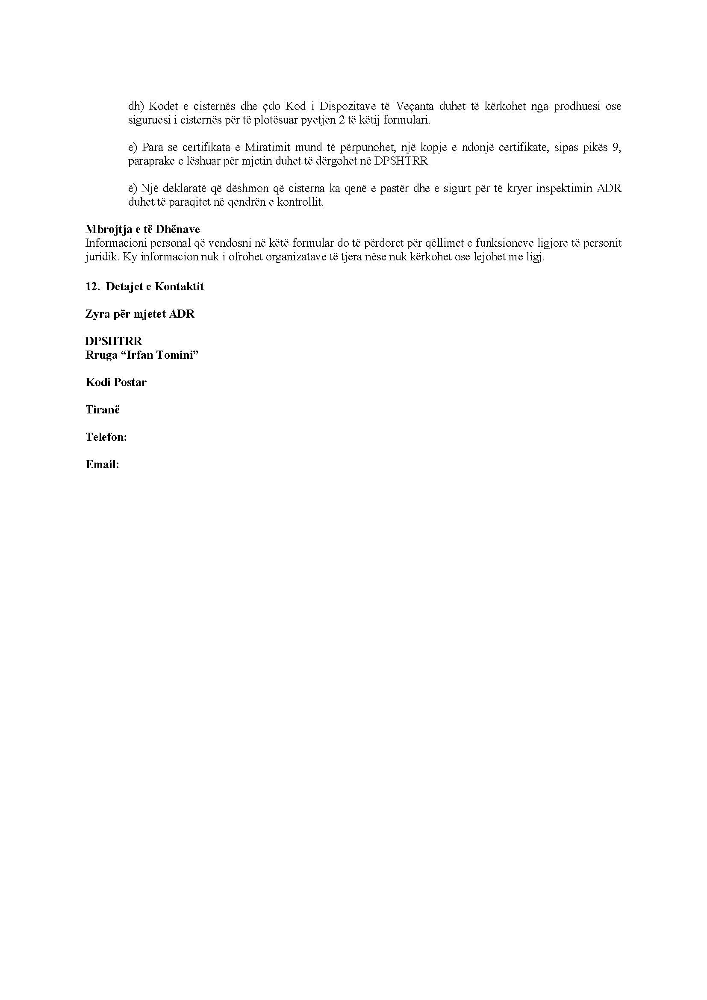 dh) Kodet e cisternës dhe çdo Kod i Dispozitave të Veçanta duhet të kërkohet nga prodhuesi ose
siguruesi i cisternës për të plotësuar pyetjen 2 të këtij formulari.
e) Para se certifikata e Miratimit mund të përpunohet, një kopje e ndonjë certifikate, sipas pikës 9,
paraprake e lëshuar për mjetin duhet të dërgohet në DPSHTRR
ë) Një deklaratë që dëshmon që cisterna ka qenë e pastër dhe e sigurt për të kryer inspektimin ADR
duhet të paraqitet në qendrën e kontrollit.
Mbrojtja e të Dhënave
Informacioni personal që vendosni në këtë formular do të përdoret për qëllimet e funksioneve ligjore të personit
juridik. Ky informacion nuk i ofrohet organizatave të tjera nëse nuk kërkohet ose lejohet me ligj.
12. Detajet e Kontaktit
Zyra për mjetet ADR
DPSHTRR
Rruga “Irfan Tomini”
Kodi Postar
Tiranë
Telefon:
Email: